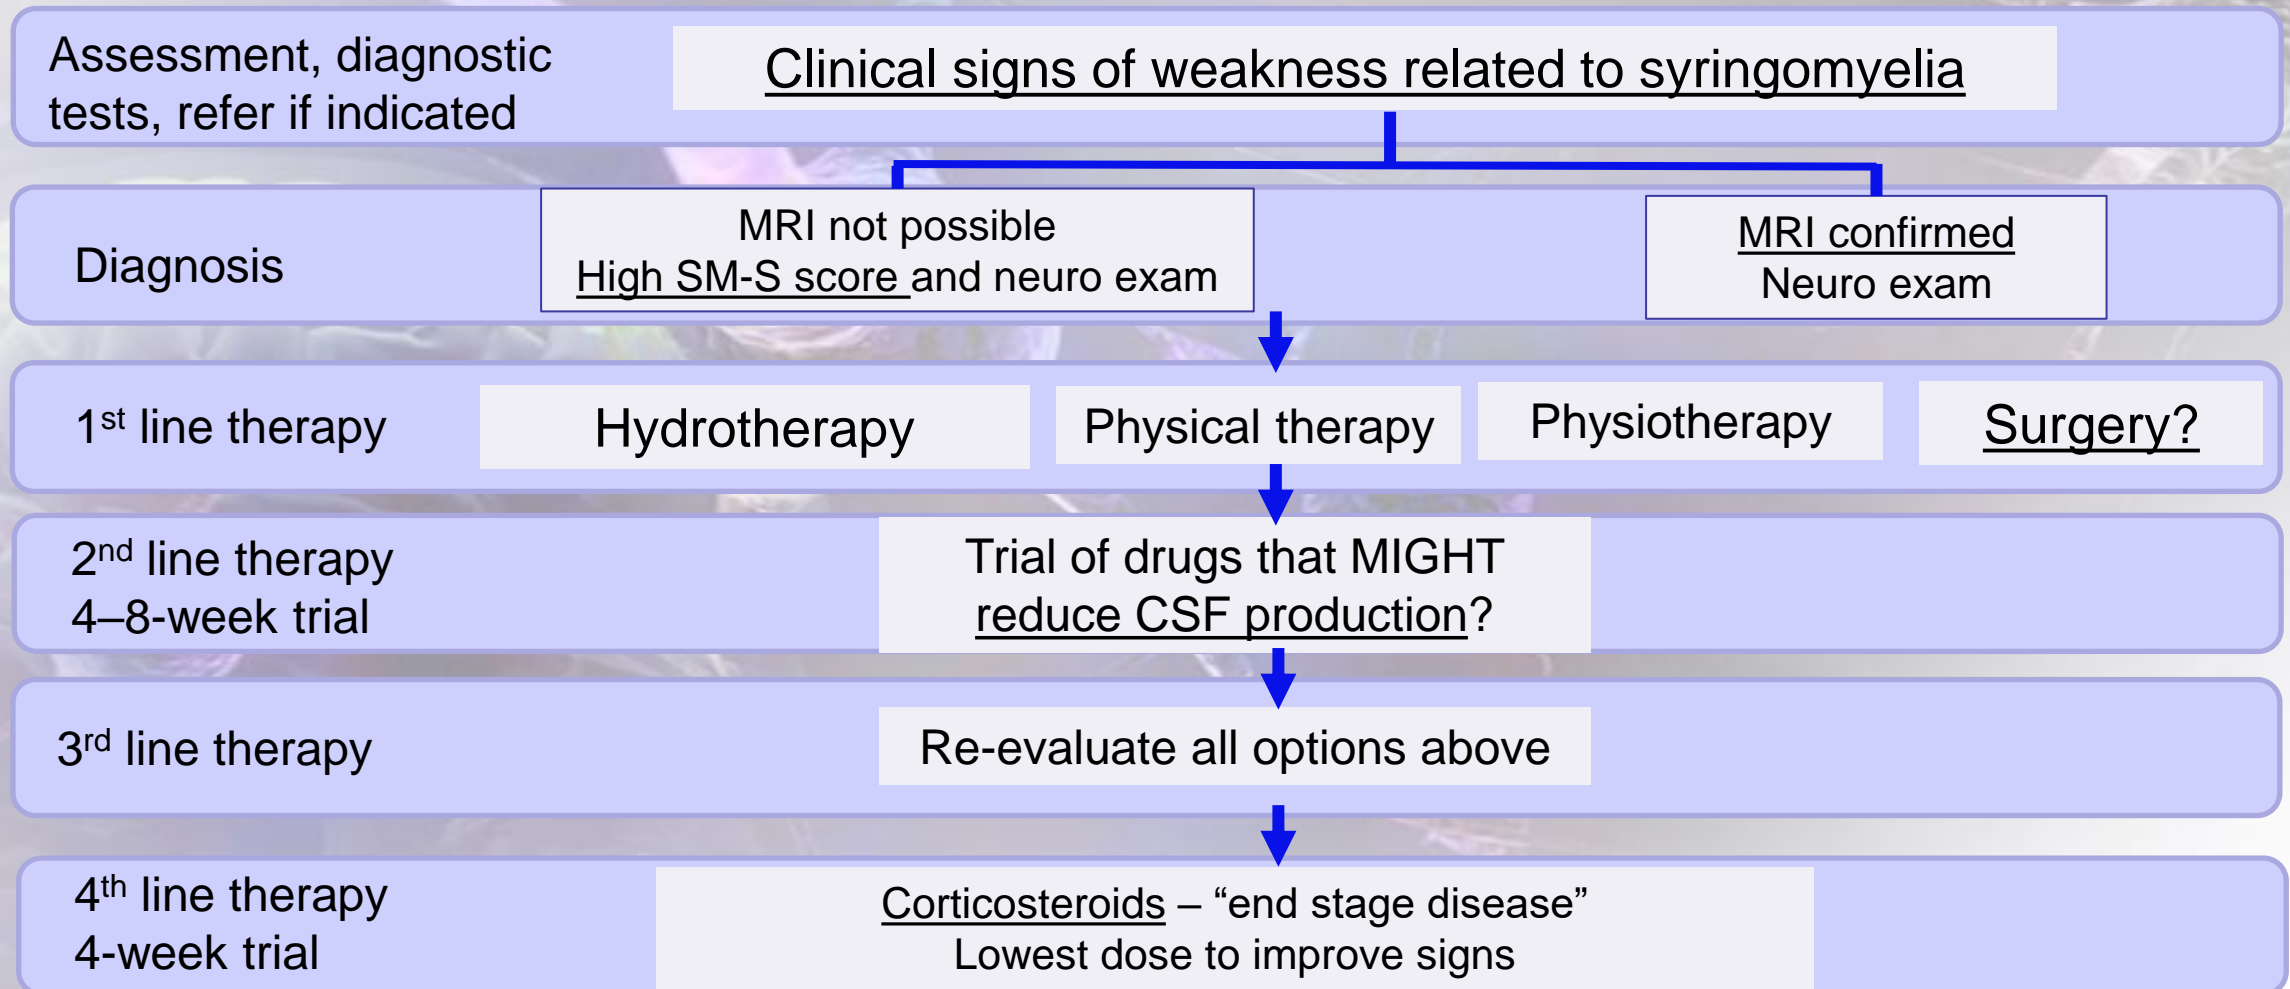 Assessment, diagnostic
tests, refer if indicated
Clinical signs of weakness related to syringomyelia
Diagnosis
MRI not possible
High SM-S score and neuro exam
MRI confirmed
Neuro exam
1st line therapy
Hydrotherapy
Physical therapy
Physiotherapy
Surgery?
2nd line therapy
4–8-week trial
Trial of drugs that MIGHT
reduce CSF production?
3rd line therapy
Re-evaluate all options above
4th line therapy
4-week trial
Corticosteroids – “end stage disease”
Lowest dose to improve signs